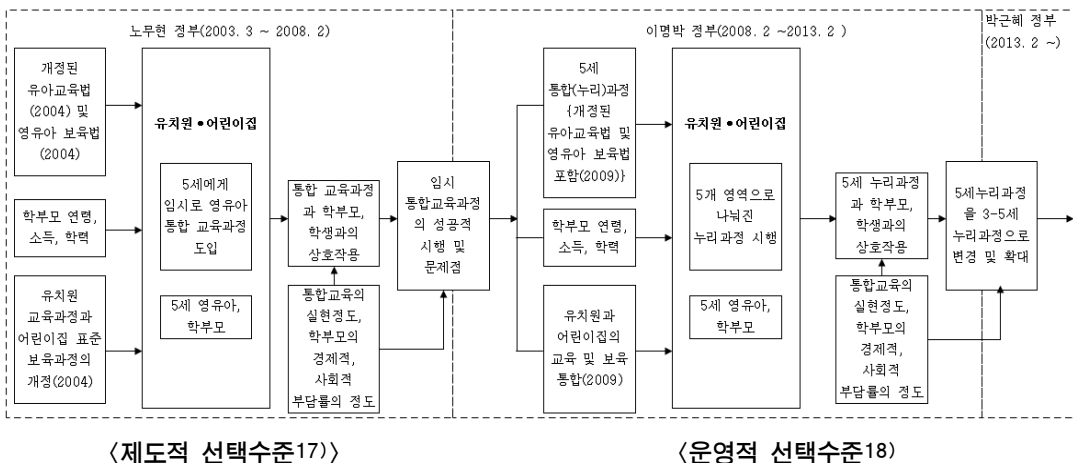 노무현 정부(2003. 3 ~ 2008. 2)
개정된
유아교육법
(2004) 및
영유아 보육법
(2004)
학부모 연령,
소득, 학력
유치원
교육과정과
어린이집 표준
보육과정의
개정(2004)
유치원●어린이집
5세에게
임시로 영유아
통합 교육과정
도입
5세 영유아,
학부모
통합 교육과정
과 학부모,
학생과의
상호작용
통합교육의
실현정도,
학부모의
경제적,
사회적
부담률의 정도
임시
통합교육과정
의 성공적
시행 및
문제점
이명박 정부(2008. 2 ~2013. 2 )
5세
통합(누리)과정
{개정된
유아교육법 및
영유아 보육법
포함(2009)}
학부모 연령,
소득, 학력
유치원과
어린이집의
교육 및 보육
통합(2009)
유치원●어린이집
5개 영역으로
나눠진
누리과정 시행
5세 영유아,
학부모
5세 누리과정
과 학부모,
학생과의
상호작용
통합교육의
실현정도,
학부모의
경제적,
사회적
부담률의 정도
박근혜 정부
(2013. 2 ~)
5세누리과정
을 3-5세
누리과정으로
변경 및 확대
〈제도적 선택수준17)〉
〈운영적 선택수준18)